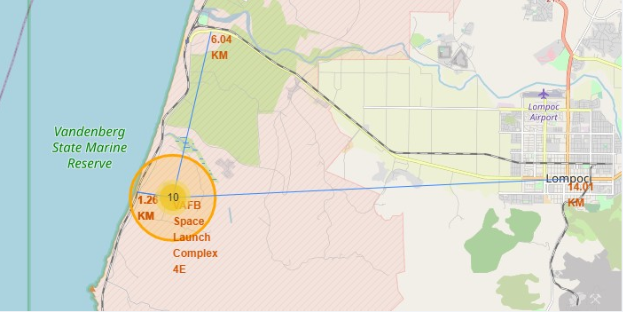 6.04
KM
Lompoc
Airport
Vandenberg
State Marine
Reserve
Lompoc
14.01
KM
1.26
KM
10
AFB
Space
Launch
Complex
4E